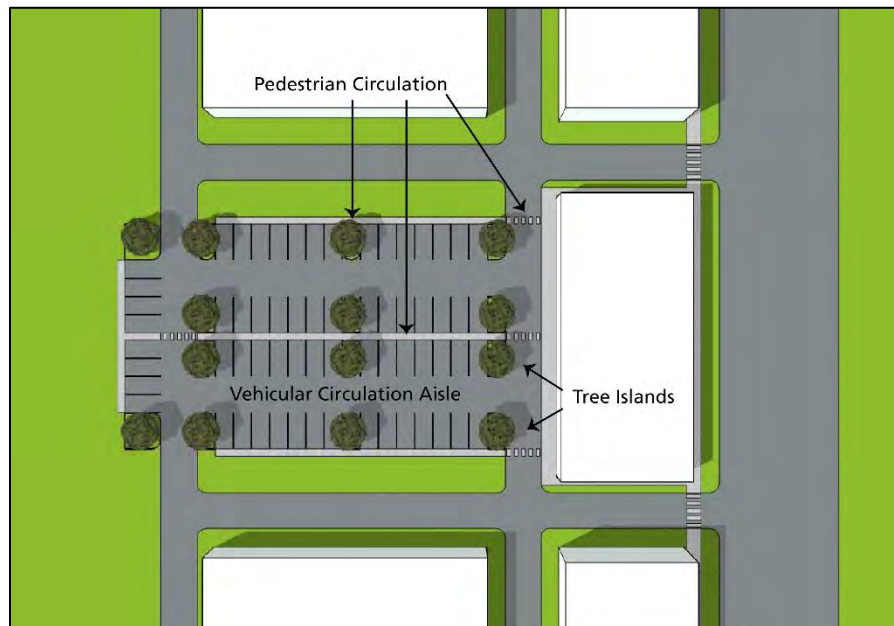 Pedestrian Circulation
Vehicular Circulation Aisle
Tree Islands